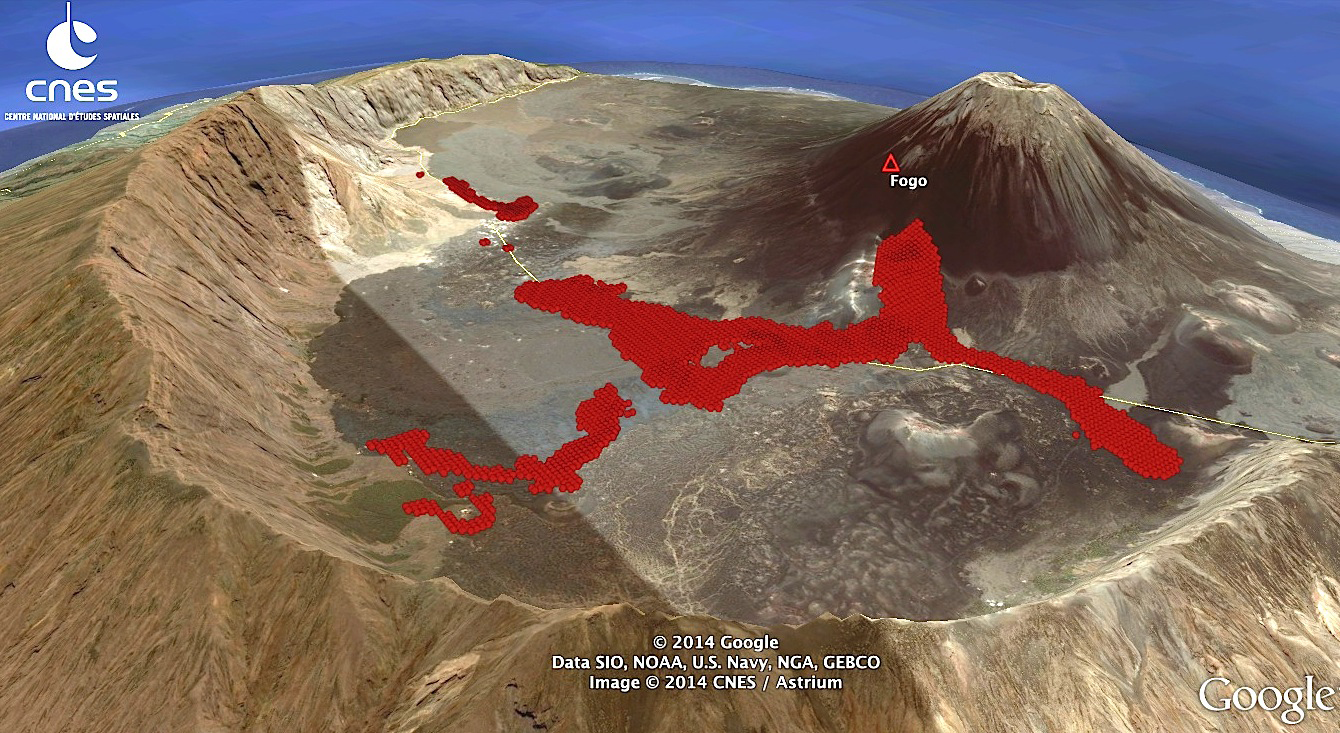 cnes
CENTRE NATIONAL D'ÉTUDES SPATIALES
Fogo
© 2014 Google
Data SIO, NOAA, U.S. Navy, NGA, GEBCO
Image © 2014 CNES / Astrium
Google